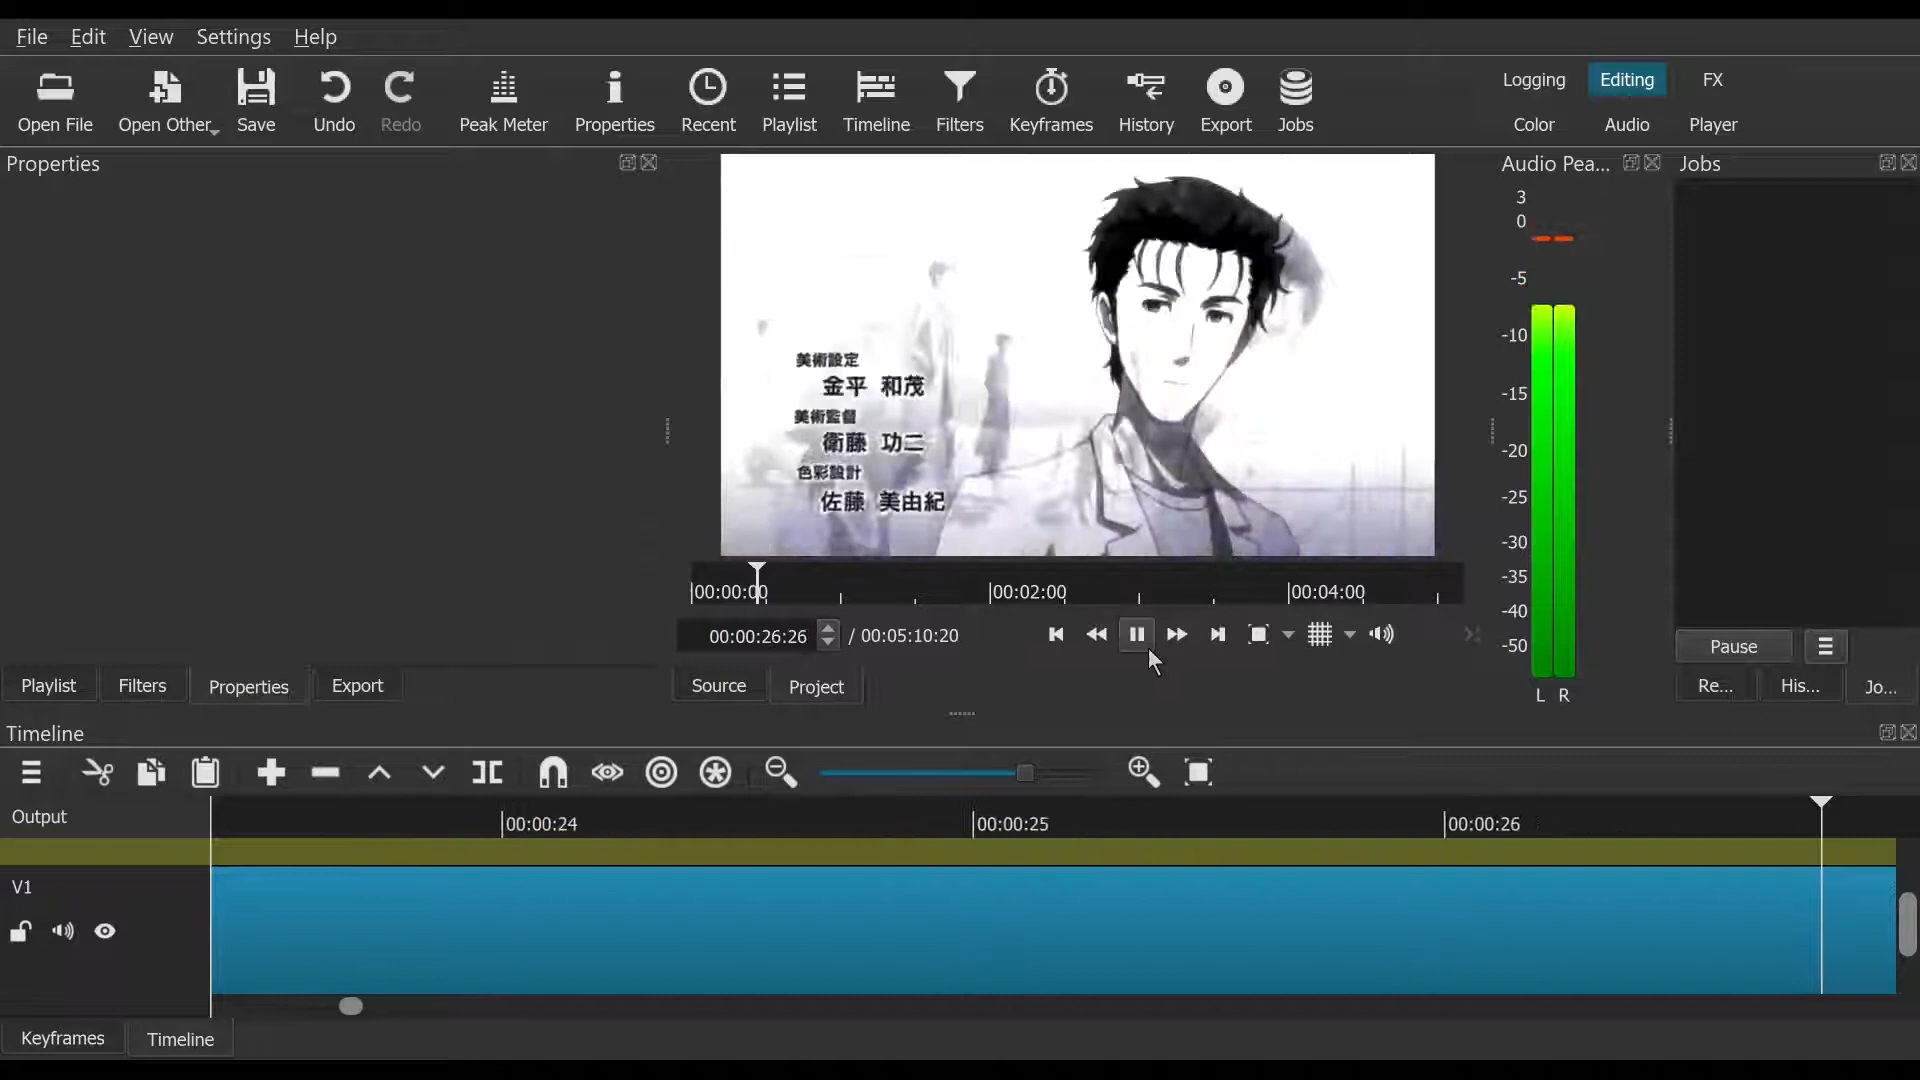 File Edit View Settings Help
Open File Open Other... Save Undo Redo Peak Meter Properties Recent Playlist Timeline Filters Keyframes History Export Jobs
Logging Editing FX
Color Audio Player
Properties
Audio Pea...
Jobs
美術設定
金平 和茂
美術監督
衛藤 功二
色彩設計
佐藤 美由紀
3
0
-5
-10
-15
-20
-25
-30
-35
-40
-50
L R
00:00:00 00:02:00 00:04:00
00:00:26:26 / 00:05:10:20
Pause
Playlist Filters Properties Export
Source Project
Re... His... Jo...
Timeline
Output
00:00:24 00:00:25 00:00:26
V1
Keyframes Timeline